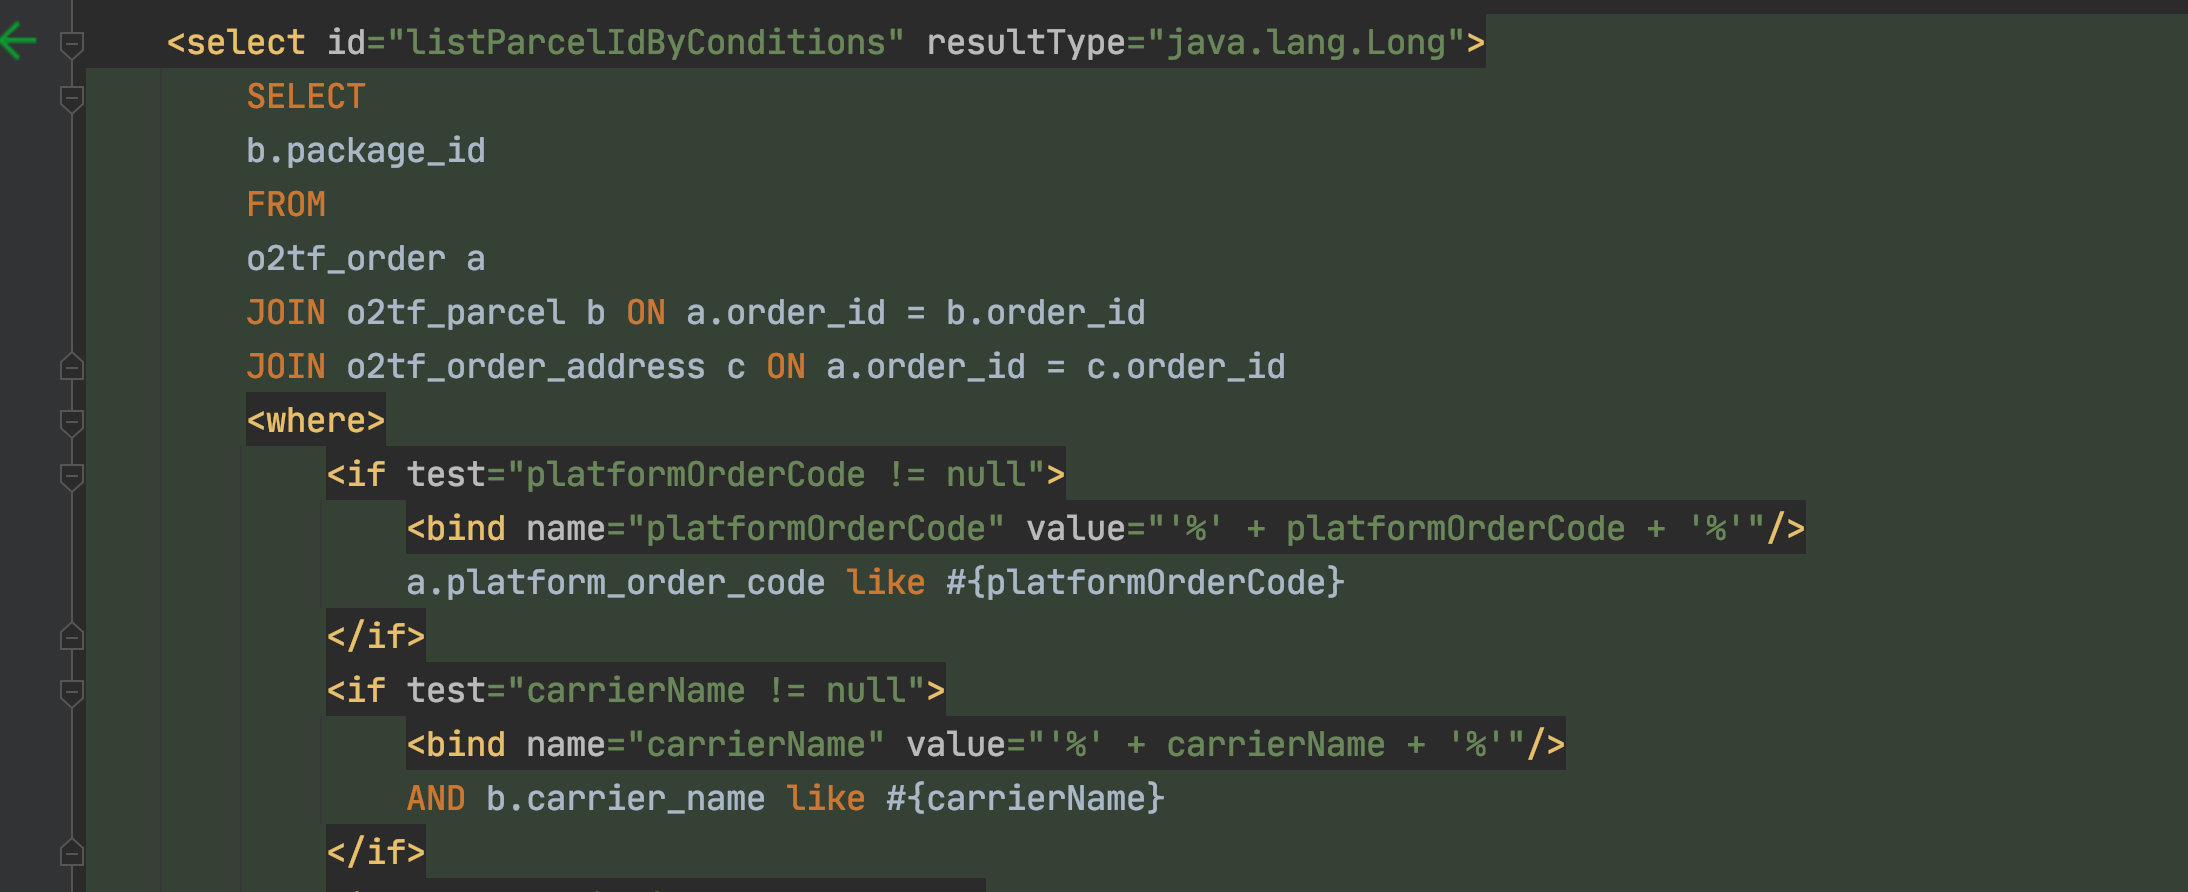 <select id="listParcelIdByConditions" resultType="java.lang.Long">
SELECT
b.package_id
FROM
o2tf_order a
JOIN o2tf_parcel b ON a.order_id = b.order_id
JOIN o2tf_order_address c ON a.order_id = c.order_id
<where>
<if test="platformOrderCode != null">
<bind name="platformOrderCode" value="'%' + platformOrderCode + '%'"/>
a.platform_order_code like #{platformOrderCode}
</if>
<if test="carrierName != null">
<bind name="carrierName" value="'%' + carrierName + '%'"/>
AND b.carrier_name like #{carrierName}
</if>